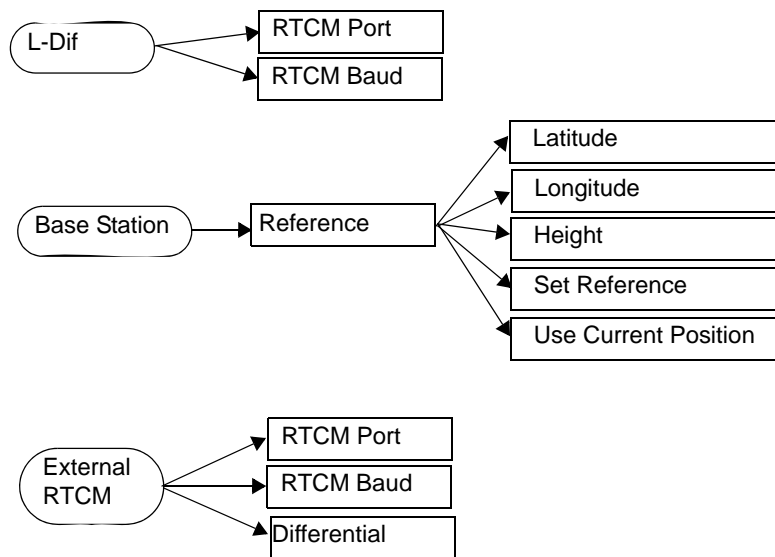 L-Dif
RTCM Port
RTCM Baud
Base Station
Reference
Latitude
Longitude
Height
Set Reference
Use Current Position
External
RTCM
RTCM Port
RTCM Baud
Differential